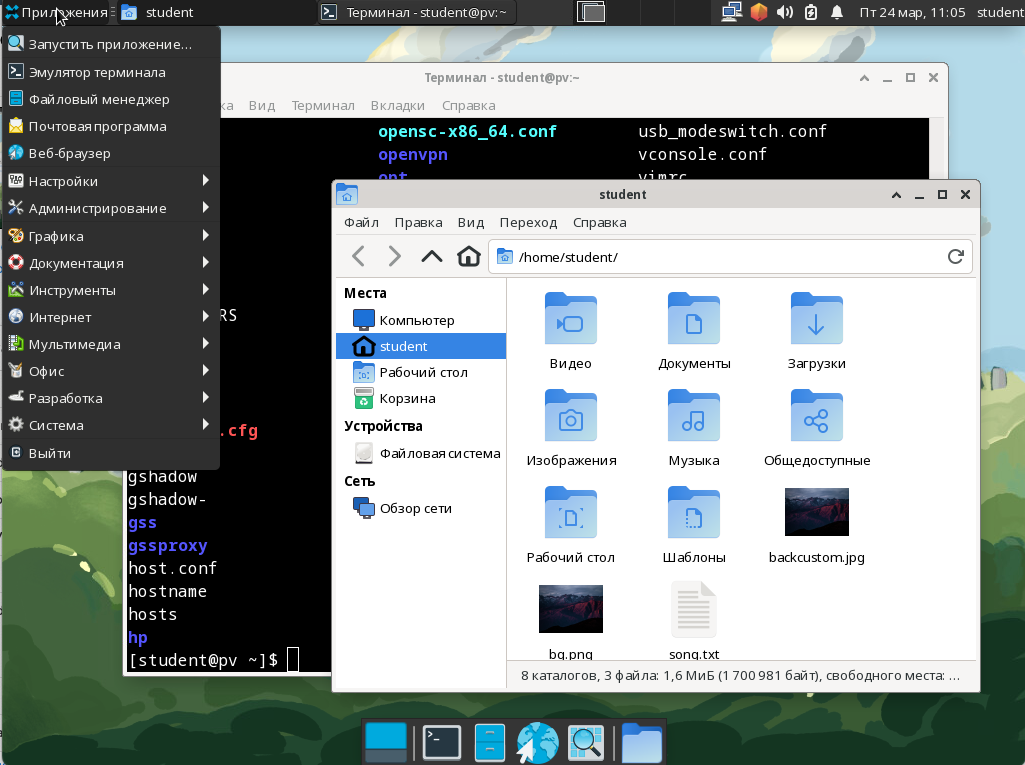 Приложения
student
Терминал - student@pv:~
Пт 24 мар, 11:05 student
Запустить приложение...
Эмулятор терминала
Файловый менеджер
Почтовая программа
Веб-браузер
Настройки
Администрирование
Графика
Документация
Инструменты
Интернет
Мультимедиа
Офис
Разработка
Система
Выйти
Терминал - student@pv:~
Вид Терминал Вкладки Справка
opensc-x86_64.conf usb_modeswitch.conf
openvpn vconsole.conf
opt vimrc
RS
.cfg
gshadow
gshadow-
gss
gssproxy
host.conf
hostname
hosts
hp
[student@pv ~]$
student
Файл Правка Вид Переход Справка
/home/student/
Места
Компьютер
student
Рабочий стол
Корзина
Устройства
Файловая система
Сеть
Обзор сети
Видео Документы Загрузки
Изображения Музыка Общедоступные
Рабочий стол Шаблоны backcustom.jpg
bg.png song.txt
8 каталогов, 3 файла: 1,6 МиБ (1 700 981 байт), свободного места: ...